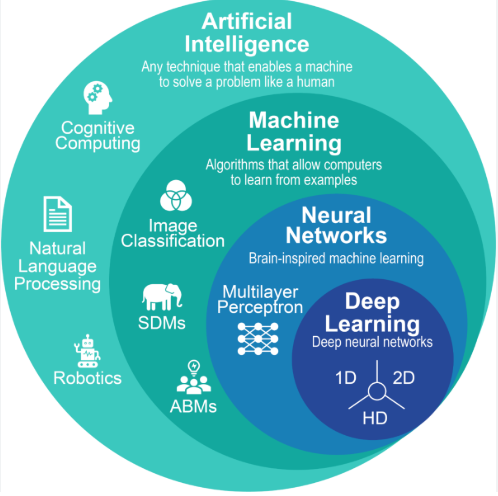 Artificial
Intelligence
Any technique that enables a machine
to solve a problem like a human
Cognitive
Computing
Natural
Language
Processing
Robotics
Machine
Learning
Algorithms that allow computers
to learn from examples
Image
Classification
SDMs
ABMs
Neural
Networks
Brain-inspired machine learning
Multilayer
Perceptron
Deep
Learning
Deep neural networks
1D
2D
HD